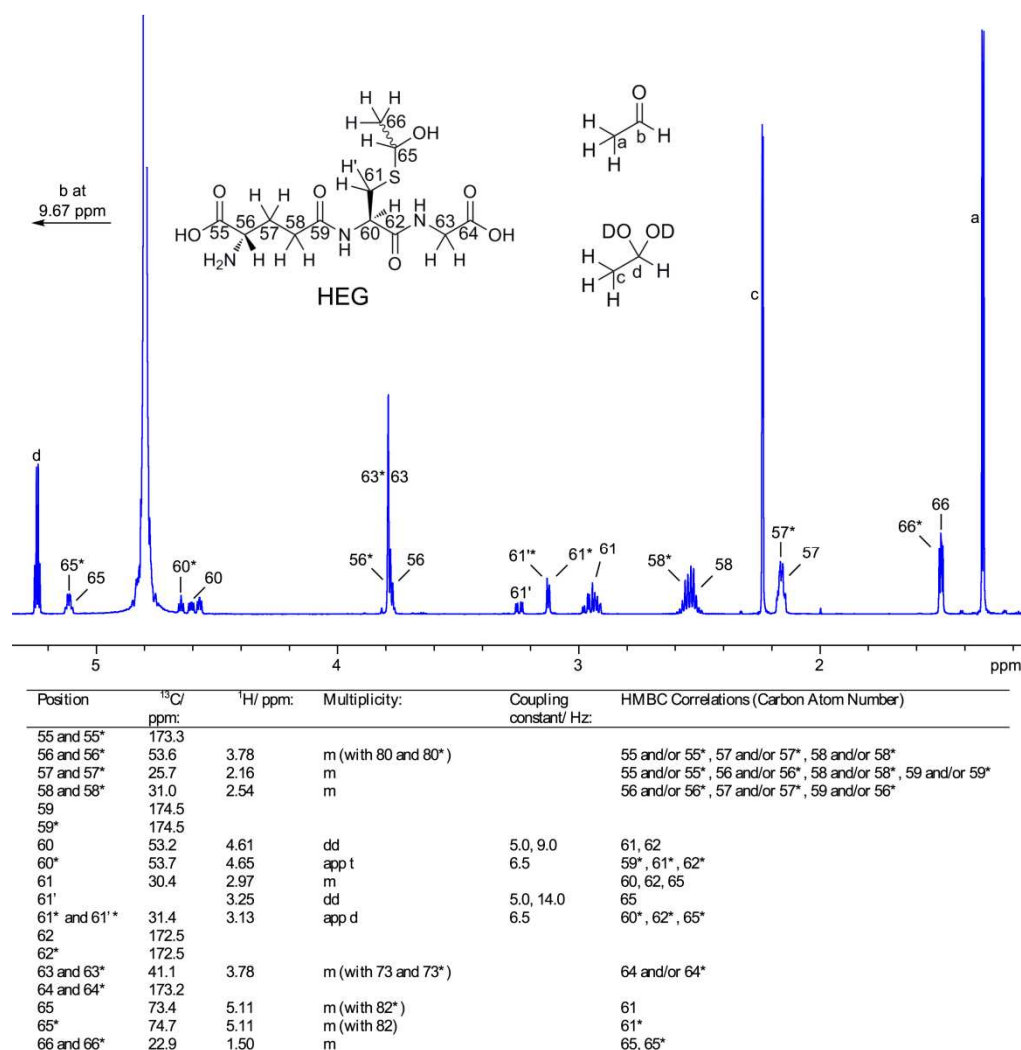 H H
H 66 OH
H 65
H' 61 S
H
b at
9.67 ppm
O H H O H H O O
55 56 58 62 N 63
HO 57 59 N 60 64 OH
H2N H H H H O H H
HEG
O
H
H a b H
H
OD OD
H d H
H c
H
a
c
d
65*
65
60*
60
63* 63
56* 56
61'
61'* 61* 61
58* 58
57*
57
66* 66
5 4 3 2 ppm
Position 13C/ ppm: 1H/ ppm: Multiplicity: Coupling constant/ Hz: HMBC Correlations (Carbon Atom Number)
55 and 55* 173.3
56 and 56* 53.6 3.78 m (with 80 and 80*) 55 and/or 55*, 57 and/or 57*, 58 and/or 58*
57 and 57* 25.7 2.16 m 55 and/or 55*, 56 and/or 56*, 58 and/or 58*, 59 and/or 59*
58 and 58* 31.0 2.54 m 56 and/or 56*, 57 and/or 57*, 59 and/or 56*
59 174.5
59* 174.5
60 53.2 4.61 dd 5.0, 9.0 61, 62
60* 53.7 4.65 app t 6.5 59*, 61*, 62*
61 30.4 2.97 m 60, 62, 65
61' 3.25 dd 5.0, 14.0 65
61* and 61'* 31.4 3.13 app d 6.5 60*, 62*, 65*
62 172.5
62* 172.5
63 and 63* 41.1 3.78 m (with 73 and 73*) 64 and/or 64*
64 and 64* 173.2
65 73.4 5.11 m (with 82*) 61
65* 74.7 5.11 m (with 82) 61*
66 and 66* 22.9 1.50 m 65, 65*